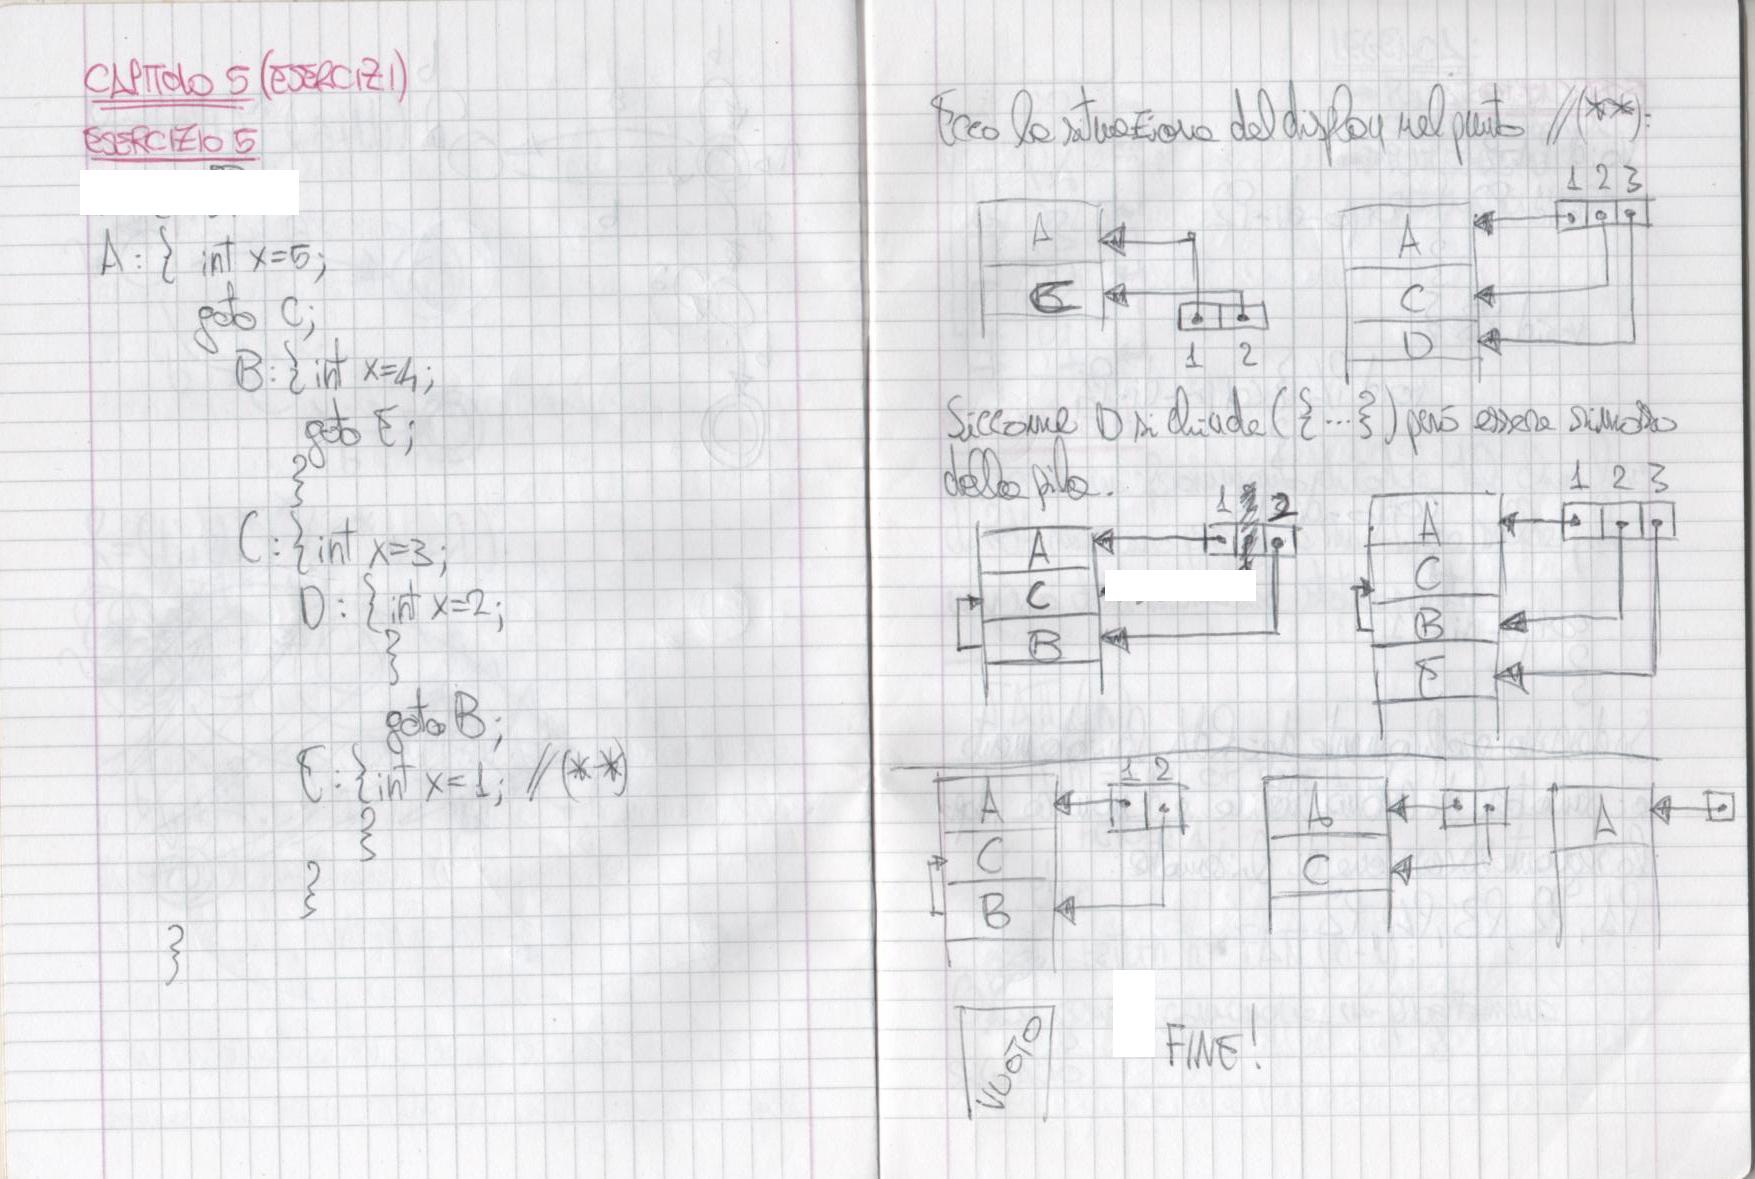 CAPITOLO 5 (ESERCIZI)
ESERCIZIO 5
A: { int x=5;
goto C;
B: { int x=4;
goto E;
}
C: { int x=3;
D: { int x=2;
}
goto B;
E: { int x=1; //(**)
}
}
}
Ecco la situazione del display nel punto //(**):
A
C
1 2
1 2 3
A
C
D
Siccome D si chiude ({...}) può essere rimosso
dalla pila.
1 2
A
C
B
1 2 3
A
C
B
E
1 2
A
C
B
A
C
A
VUOTO
FINE!